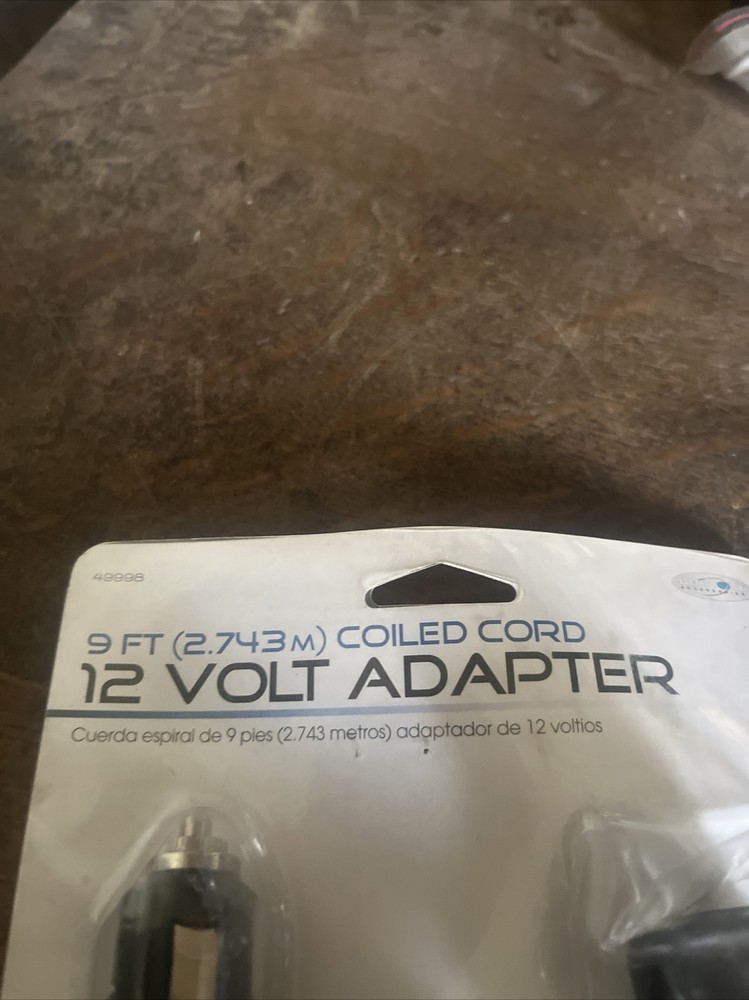 49998
9 FT (2.743M) COILED CORD
12 VOLT ADAPTER
Cuerda espiral de 9 pies (2.743 metros) adaptador de 12 voltios